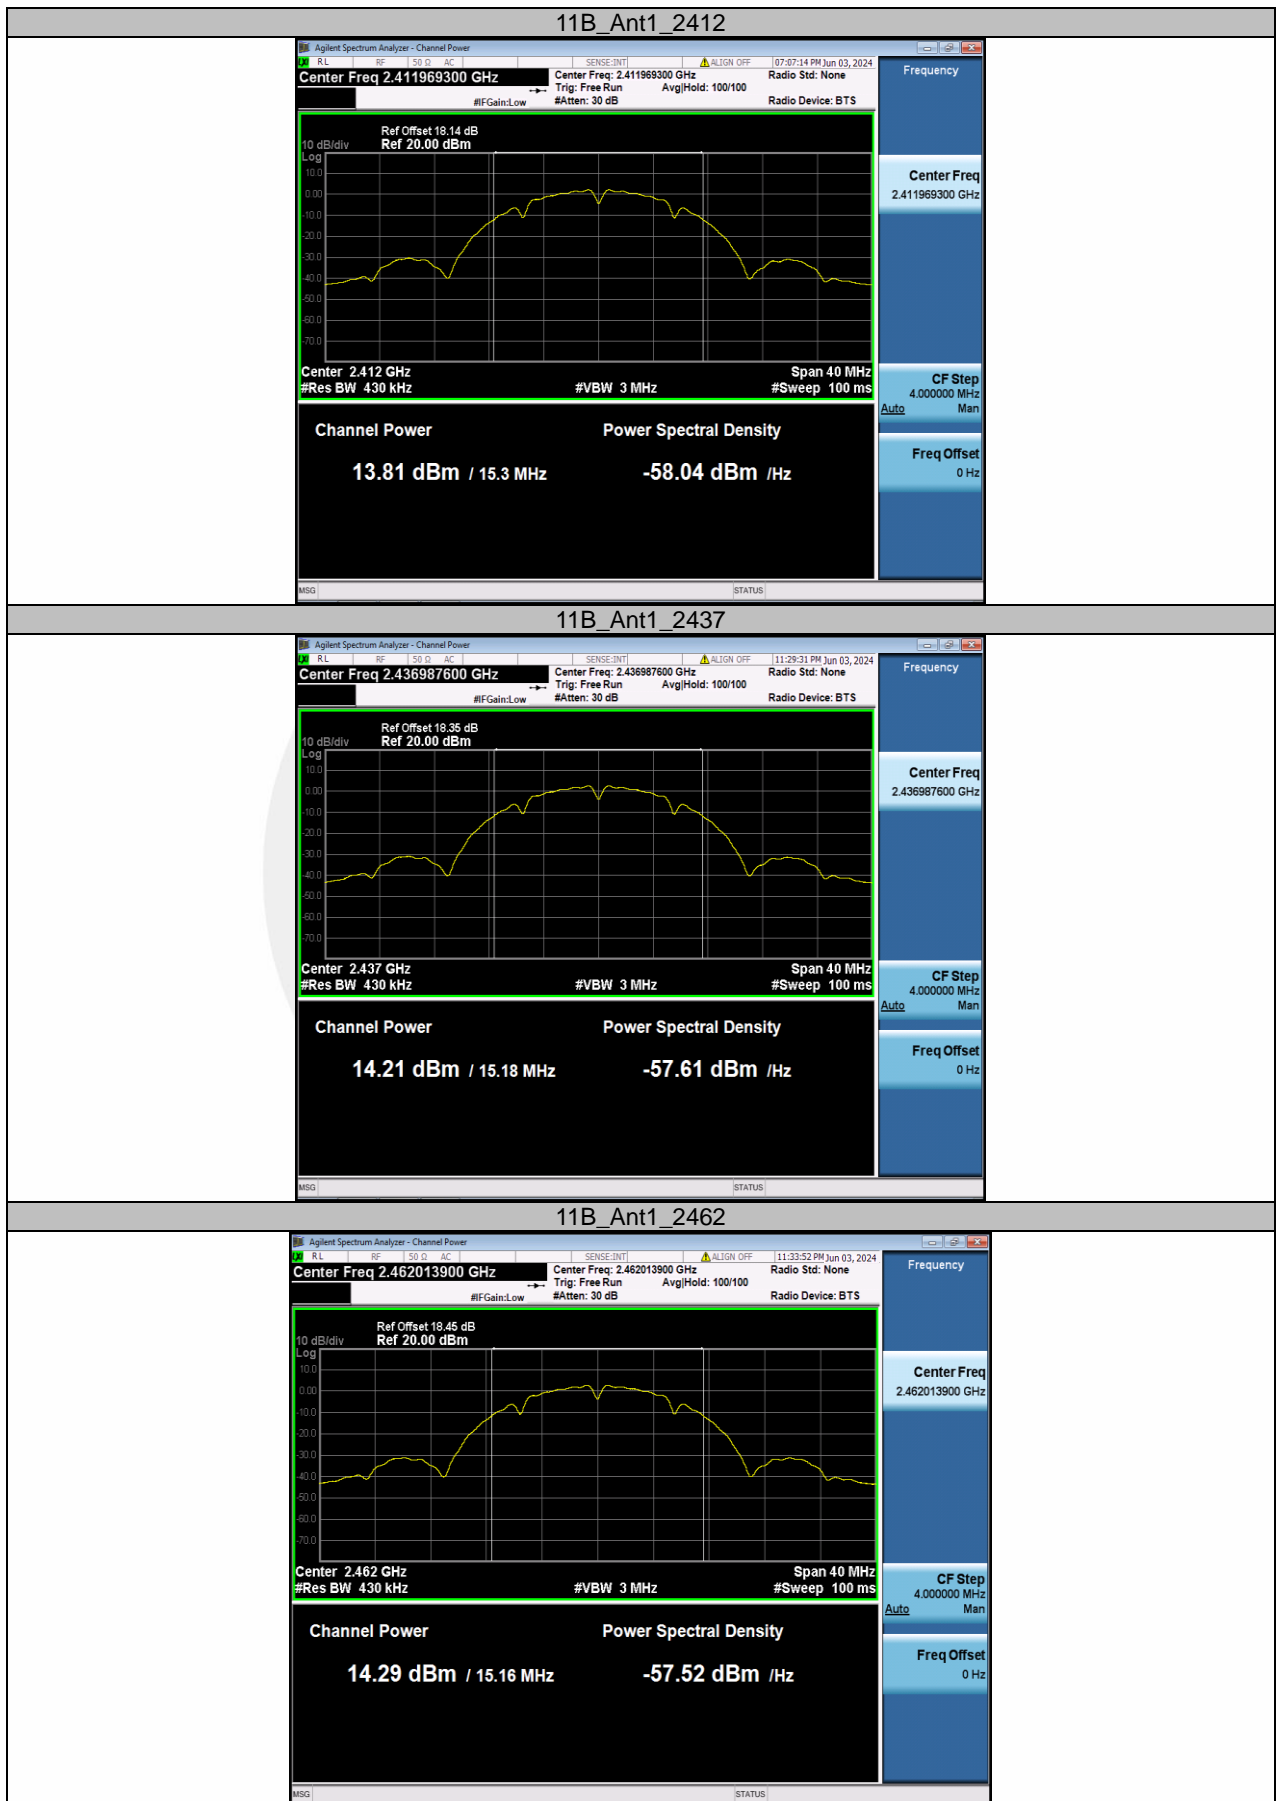 11B_Ant1_2412
Agilent Spectrum Analyzer - Channel Power
LXI RL RF 50 Ω AC SENSE:INT ALIGN OFF 07:07:14 PM Jun 03, 2024
Center Freq 2.411969300 GHz
Center Freq: 2.411969300 GHz Radio Std: None
Trig: Free Run Avg|Hold: 100/100
#IFGain:Low #Atten: 30 dB Radio Device: BTS
Frequency
Ref Offset 18.14 dB
10 dB/div Ref 20.00 dBm
Log
10.0
0.00
-10.0
-20.0
-30.0
-40.0
-50.0
-60.0
-70.0
Center Freq
2.411969300 GHz
Center 2.412 GHz Span 40 MHz
#Res BW 430 kHz #VBW 3 MHz #Sweep 100 ms
CF Step
4.000000 MHz
Auto Man
Channel Power Power Spectral Density
13.81 dBm / 15.3 MHz -58.04 dBm /Hz
Freq Offset
0 Hz
MSG STATUS
11B_Ant1_2437
Agilent Spectrum Analyzer - Channel Power
LXI RL RF 50 Ω AC SENSE:INT ALIGN OFF 11:29:31 PM Jun 03, 2024
Center Freq 2.436987600 GHz
Center Freq: 2.436987600 GHz Radio Std: None
Trig: Free Run Avg|Hold: 100/100
#IFGain:Low #Atten: 30 dB Radio Device: BTS
Frequency
Ref Offset 18.35 dB
10 dB/div Ref 20.00 dBm
Log
10.0
0.00
-10.0
-20.0
-30.0
-40.0
-50.0
-60.0
-70.0
Center Freq
2.436987600 GHz
Center 2.437 GHz Span 40 MHz
#Res BW 430 kHz #VBW 3 MHz #Sweep 100 ms
CF Step
4.000000 MHz
Auto Man
Channel Power Power Spectral Density
14.21 dBm / 15.18 MHz -57.61 dBm /Hz
Freq Offset
0 Hz
MSG STATUS
11B_Ant1_2462
Agilent Spectrum Analyzer - Channel Power
LXI RL RF 50 Ω AC SENSE:INT ALIGN OFF 11:33:52 PM Jun 03, 2024
Center Freq 2.462013900 GHz
Center Freq: 2.462013900 GHz Radio Std: None
Trig: Free Run Avg|Hold: 100/100
#IFGain:Low #Atten: 30 dB Radio Device: BTS
Frequency
Ref Offset 18.45 dB
10 dB/div Ref 20.00 dBm
Log
10.0
0.00
-10.0
-20.0
-30.0
-40.0
-50.0
-60.0
-70.0
Center Freq
2.462013900 GHz
Center 2.462 GHz Span 40 MHz
#Res BW 430 kHz #VBW 3 MHz #Sweep 100 ms
CF Step
4.000000 MHz
Auto Man
Channel Power Power Spectral Density
14.29 dBm / 15.16 MHz -57.52 dBm /Hz
Freq Offset
0 Hz
MSG STATUS